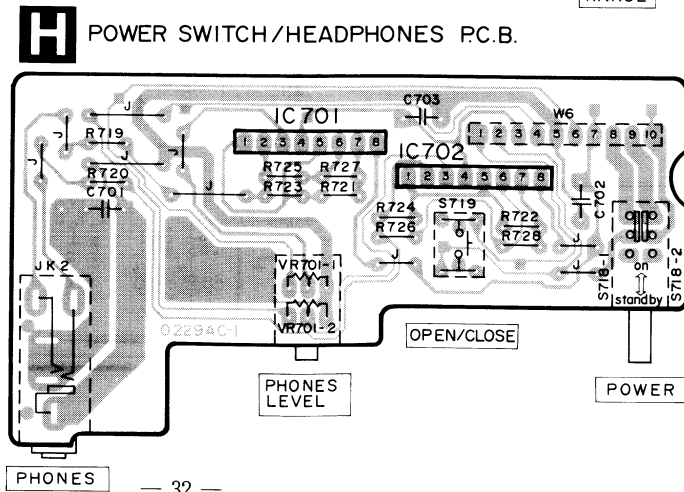 H POWER SWITCH/HEADPHONES P.C.B.
C703
IC701
W6
J
R719
1 2 3 4 5 6 7 8
1 2 3 4 5 6 7 8 9 10
J
J
J
J
IC702
R720
R725 R727
1 2 3 4 5 6 7 8
C701
J
R723 R721
C702
R724
S719
R722
R726
R728
J
JK2
VR701-1
J
J
S718-1
on
S718-2
standby
0229AC-1
VR701-2
OPEN/CLOSE
PHONES
LEVEL
POWER
PHONES
— 32 —